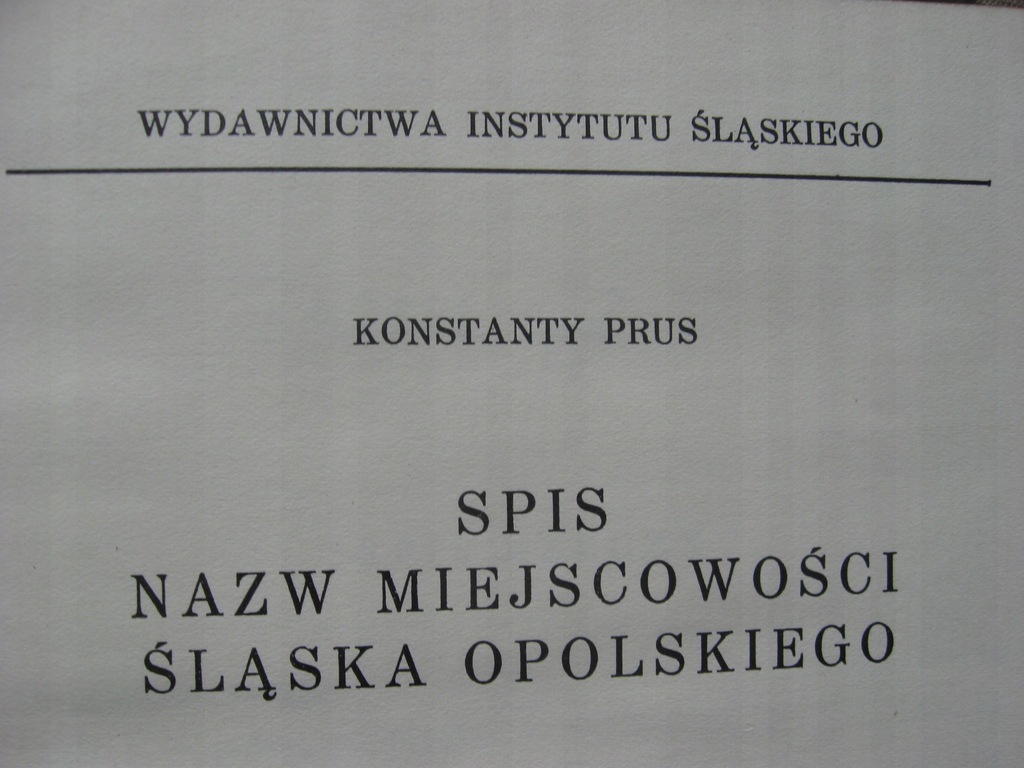 WYDAWNICTWA INSTYTUTU ŚLĄSKIEGO
KONSTANTY PRUS
SPIS
NAZW MIEJSCOWOŚCI
ŚLĄSKA OPOLSKIEGO